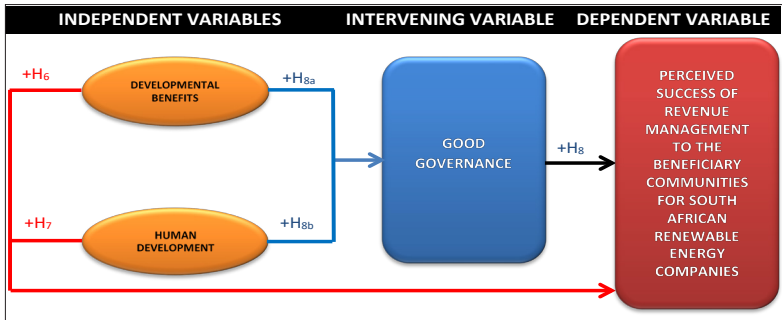 INDEPENDENT VARIABLES
INTERVENING VARIABLE
DEPENDENT VARIABLE
+H6
DEVELOPMENTAL
BENEFITS
+H8a
+H7
HUMAN
DEVELOPMENT
+H8b
GOOD
GOVERNANCE
+H8
PERCEIVED
SUCCESS OF
REVENUE
MANAGEMENT
TO THE
BENEFICIARY
COMMUNITIES
FOR SOUTH
AFRICAN
RENEWABLE
ENERGY
COMPANIES